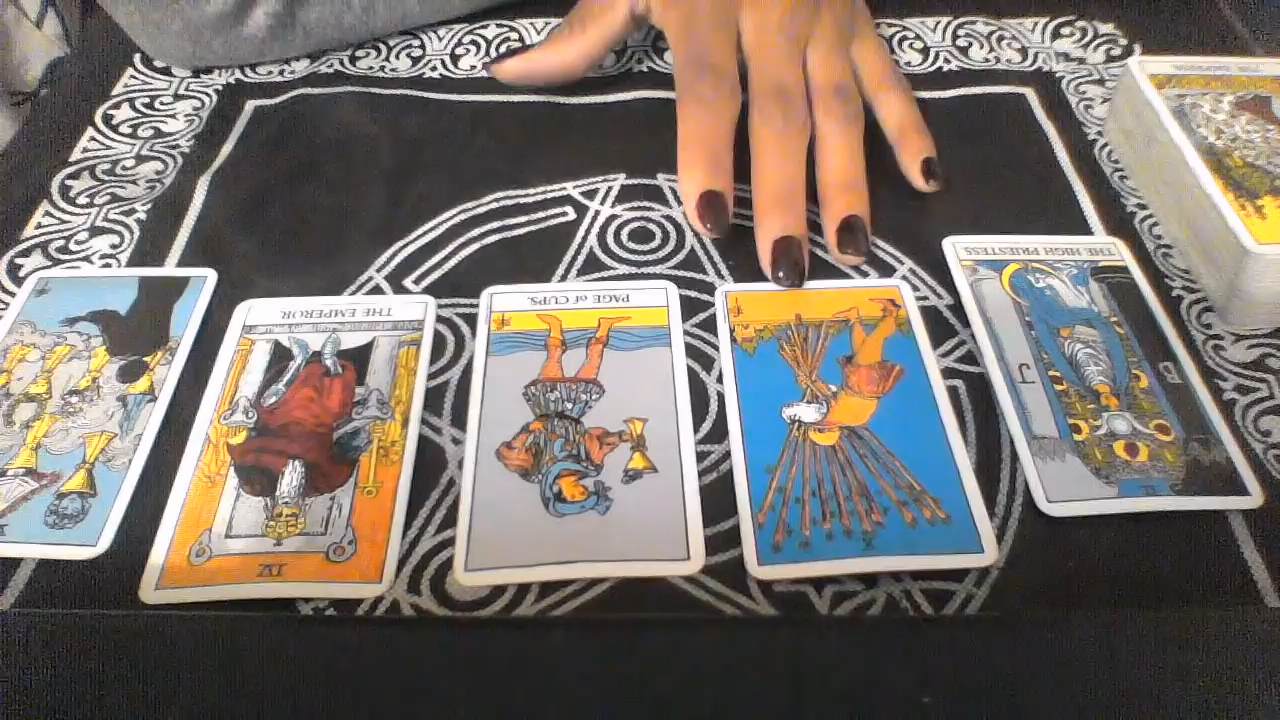 THE EMPEROR.
IV
PAGE of CUPS.
X
THE HIGH PRIESTESS
J
B
II